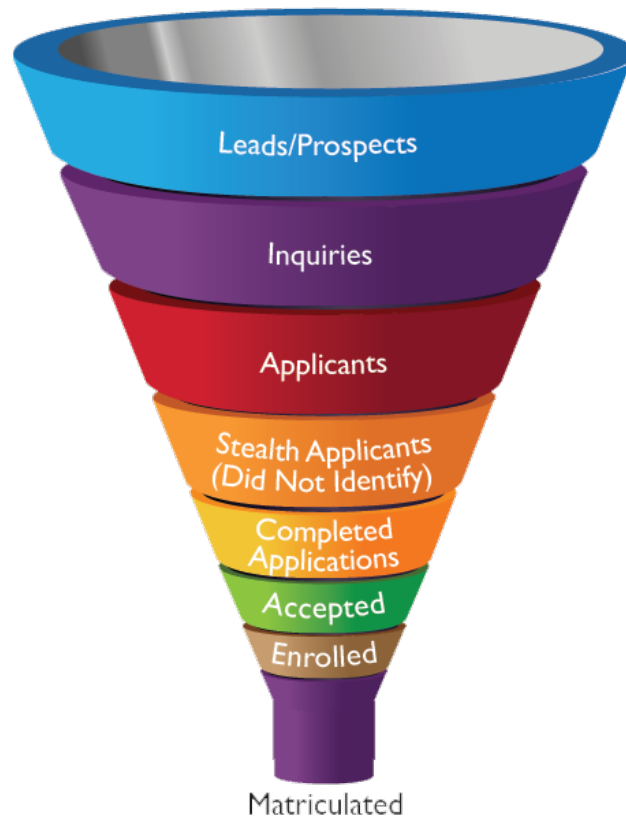 Leads/Prospects
Inquiries
Applicants
Stealth Applicants
(Did Not Identify)
Completed
Applications
Accepted
Enrolled
Matriculated